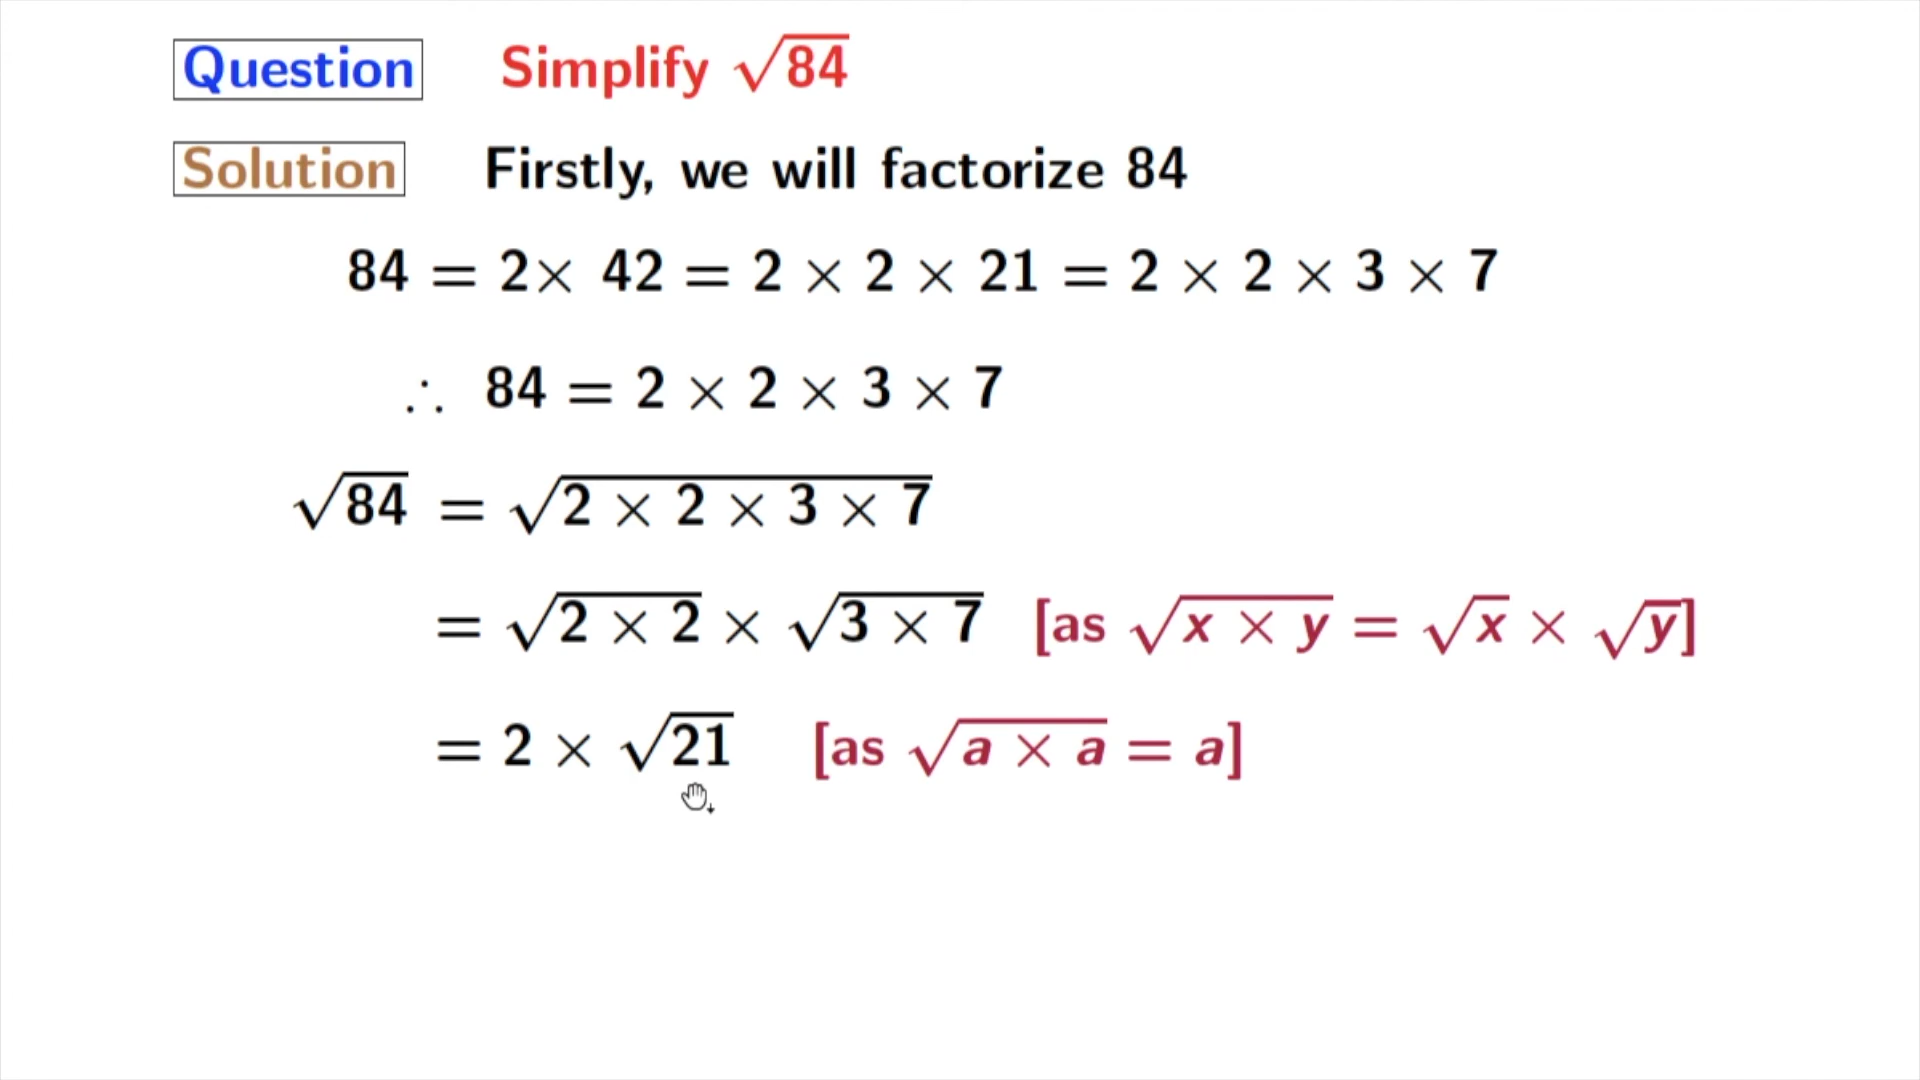 Question Simplify √84
Solution Firstly, we will factorize 84
84 = 2× 42 = 2 × 2 × 21 = 2 × 2 × 3 × 7
∴ 84 = 2 × 2 × 3 × 7
√84 = √(2 × 2 × 3 × 7)
= √(2 × 2) × √(3 × 7) [as √(x × y) = √x × √y]
= 2 × √21 [as √(a × a) = a]